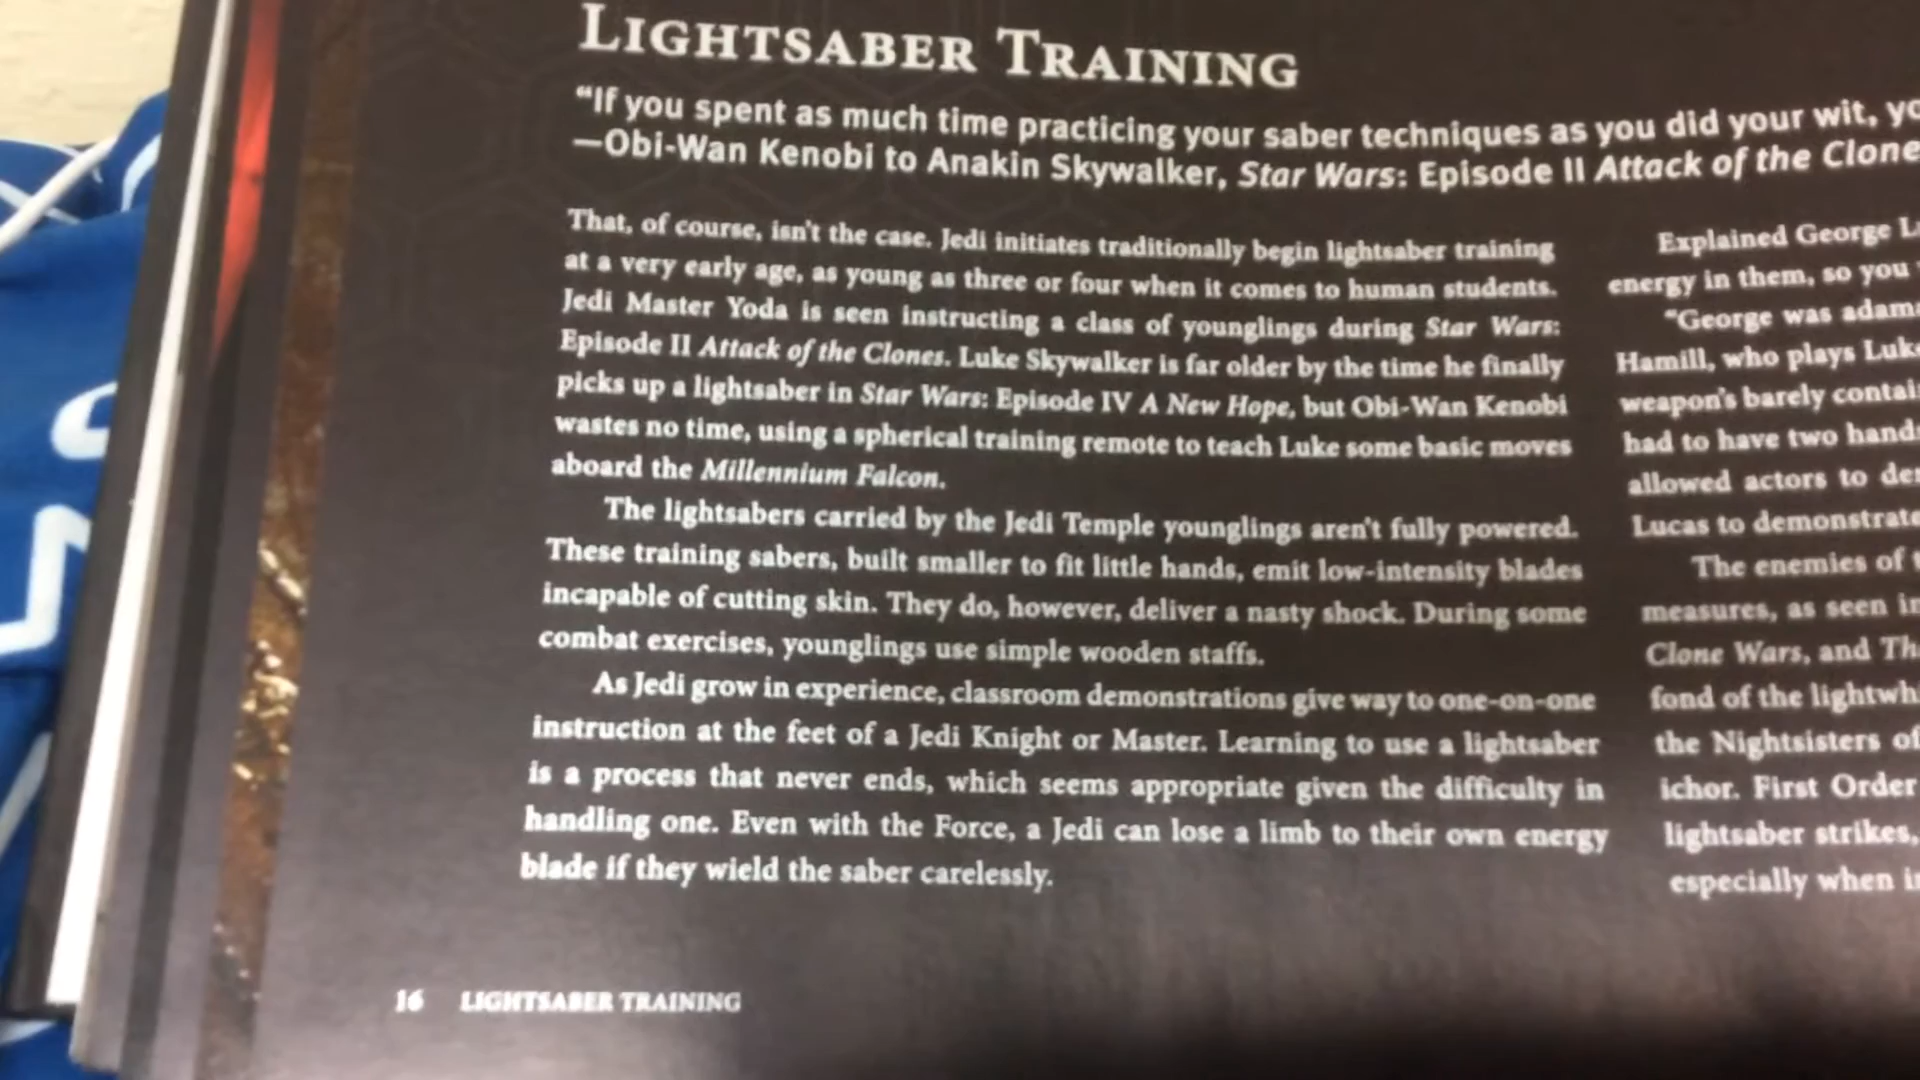 LIGHTSABER TRAINING
“If you spent as much time practicing your saber techniques as you did your wit,
—Obi-Wan Kenobi to Anakin Skywalker, Star Wars: Episode II Attack of the Clone
That, of course, isn't the case. Jedi initiates traditionally begin lightsaber training
at a very early age, as young as three or four when it comes to human students.
Jedi Master Yoda is seen instructing a class of younglings during Star Wars:
Episode II Attack of the Clones. Luke Skywalker is far older by the time he finally
picks up a lightsaber in Star Wars: Episode IV A New Hope, but Obi-Wan Kenobi
wastes no time, using a spherical training remote to teach Luke some basic moves
aboard the Millennium Falcon.
The lightsabers carried by the Jedi Temple younglings aren't fully powered.
These training sabers, built smaller to fit little hands, emit low-intensity blades
incapable of cutting skin. They do, however, deliver a nasty shock. During some
combat exercises, younglings use simple wooden staffs.
As Jedi grow in experience, classroom demonstrations give way to one-on-one
instruction at the feet of a Jedi Knight or Master. Learning to use a lightsaber
is a process that never ends, which seems appropriate given the difficulty in
handling one. Even with the Force, a Jedi can lose a limb to their own energy
blade if they wield the saber carelessly.
Explained George
energy in them, so you
“George was
Hamill, who plays Luke
weapon's barely
had to have two hands
allowed actors to
Lucas to demonstrate
The enemies of
measures, as seen in
Clone Wars, and
fond of the
the Nightsisters of
ichor. First Order
lightsaber strikes,
especially when
16 LIGHTSABER TRAINING